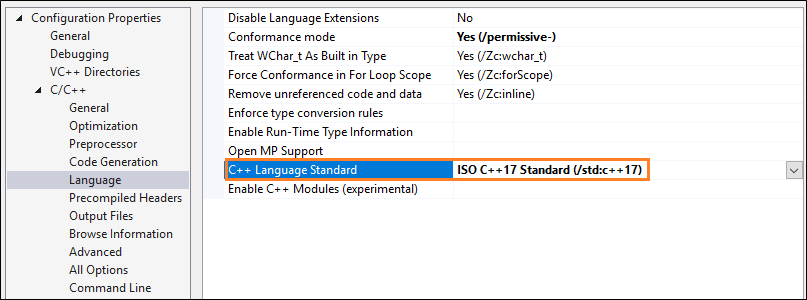 Configuration Properties
General
Debugging
VC++ Directories
C/C++
General
Optimization
Preprocessor
Code Generation
Language
Precompiled Headers
Output Files
Browse Information
Advanced
All Options
Command Line
Disable Language Extensions No
Conformance mode Yes (/permissive-)
Treat WChar_t As Built in Type Yes (/Zc:wchar_t)
Force Conformance in For Loop Scope Yes (/Zc:forScope)
Remove unreferenced code and data Yes (/Zc:inline)
Enforce type conversion rules
Enable Run-Time Type Information
Open MP Support
C++ Language Standard ISO C++17 Standard (/std:c++17)
Enable C++ Modules (experimental)